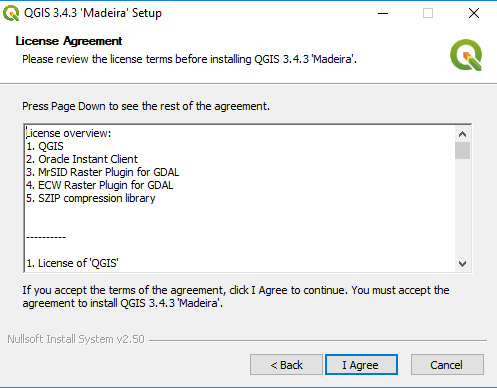 QGIS 3.4.3 'Madeira' Setup
License Agreement
Please review the license terms before installing QGIS 3.4.3 'Madeira'.
Press Page Down to see the rest of the agreement.
License overview:
1. QGIS
2. Oracle Instant Client
3. MrSID Raster Plugin for GDAL
4. ECW Raster Plugin for GDAL
5. SZIP compression library
----------
1. License of 'QGIS'
If you accept the terms of the agreement, click I Agree to continue. You must accept the
agreement to install QGIS 3.4.3 'Madeira'.
Nullsoft Install System v2.50
< Back I Agree Cancel